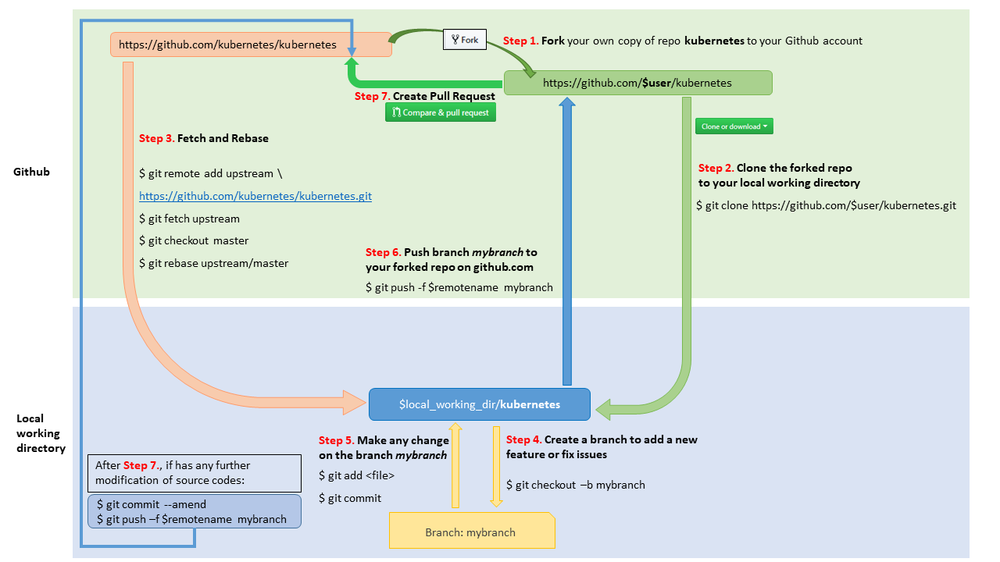 https://github.com/kubernetes/kubernetes
Fork
Step 1. Fork your own copy of repo kubernetes to your Github account
https://github.com/$user/kubernetes
Step 7. Create Pull Request
Compare & pull request
Clone or download
Step 3. Fetch and Rebase
$ git remote add upstream \
https://github.com/kubernetes/kubernetes.git
$ git fetch upstream
$ git checkout master
$ git rebase upstream/master
Github
Step 2. Clone the forked repo
to your local working directory
$ git clone https://github.com/$user/kubernetes.git
Step 6. Push branch mybranch to
your forked repo on github.com
$ git push -f $remotename mybranch
$local_working_dir/kubernetes
Local
working
directory
Step 5. Make any change
on the branch mybranch
$ git add <file>
$ git commit
Step 4. Create a branch to add a new
feature or fix issues
$ git checkout –b mybranch
After Step 7., if has any further
modification of source codes:
$ git commit --amend
$ git push –f $remotename mybranch
Branch: mybranch